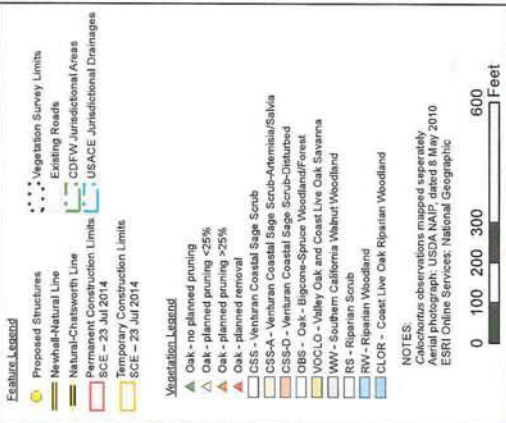 Feature Legend
Proposed Structures
Newhall-Natural Line
Natural-Chatsworth Line
Permanent Construction Limits
SCE – 23 Jul 2014
Temporary Construction Limits
SCE – 23 Jul 2014
Vegetation Survey Limits
Existing Roads
CDFW Jurisdictional Areas
USACE Jurisdictional Drainages
Vegetation Legend
Oak - no planned pruning
Oak - planned pruning <25%
Oak - planned pruning >25%
Oak - planned removal
CSS - Venturan Coastal Sage Scrub
CSS-A - Venturan Coastal Sage Scrub-Artemisia/Salvia
CSS-D - Venturan Coastal Sage Scrub-Disturbed
OBS - Oak - Bigcone-Spruce Woodland/Forest
VOCLO - Valley Oak and Coast Live Oak Savanna
WW - Southern California Walnut Woodland
RS - Riparian Scrub
RW - Riparian Woodland
CLOR - Coast Live Oak Riparian Woodland
NOTES:
Calochortus observations mapped seperately
Aerial photograph: USDA NAIP, dated 8 May 2010
ESRI Online Services: National Geographic
0 100 200 300 600
Feet